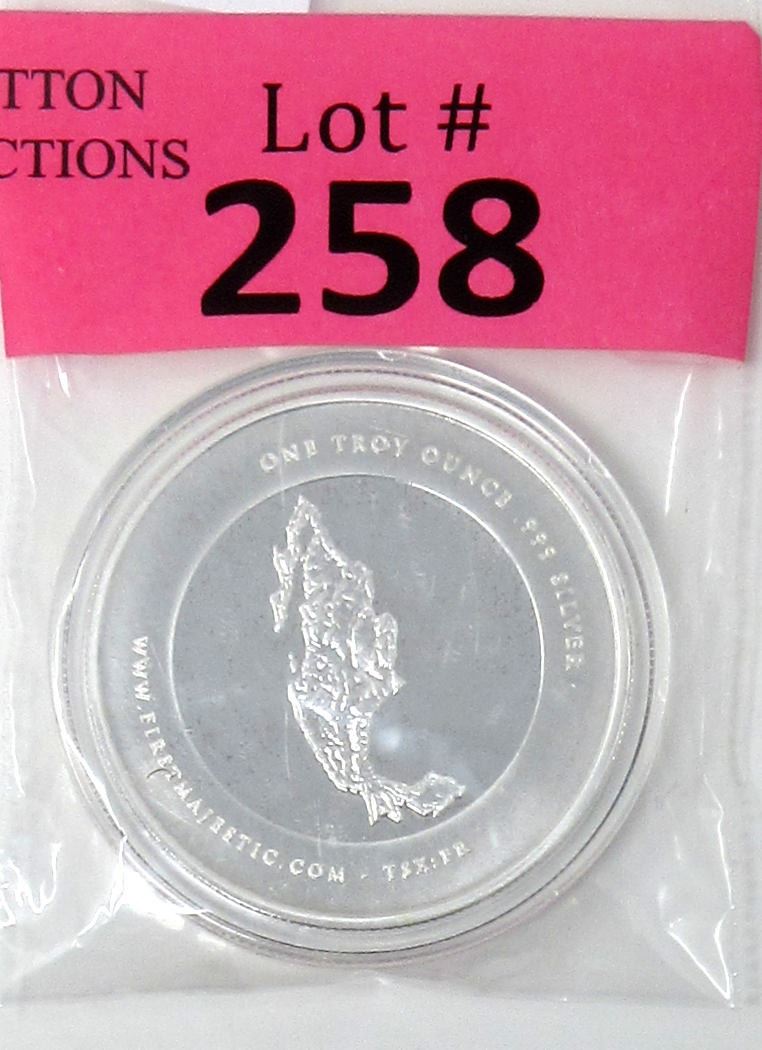 TTON
CTIONS
Lot #
258
ONE TROY OUNCE .999 SILVER .
WWW.FIRSTMAJESTIC.COM - TSX:FR